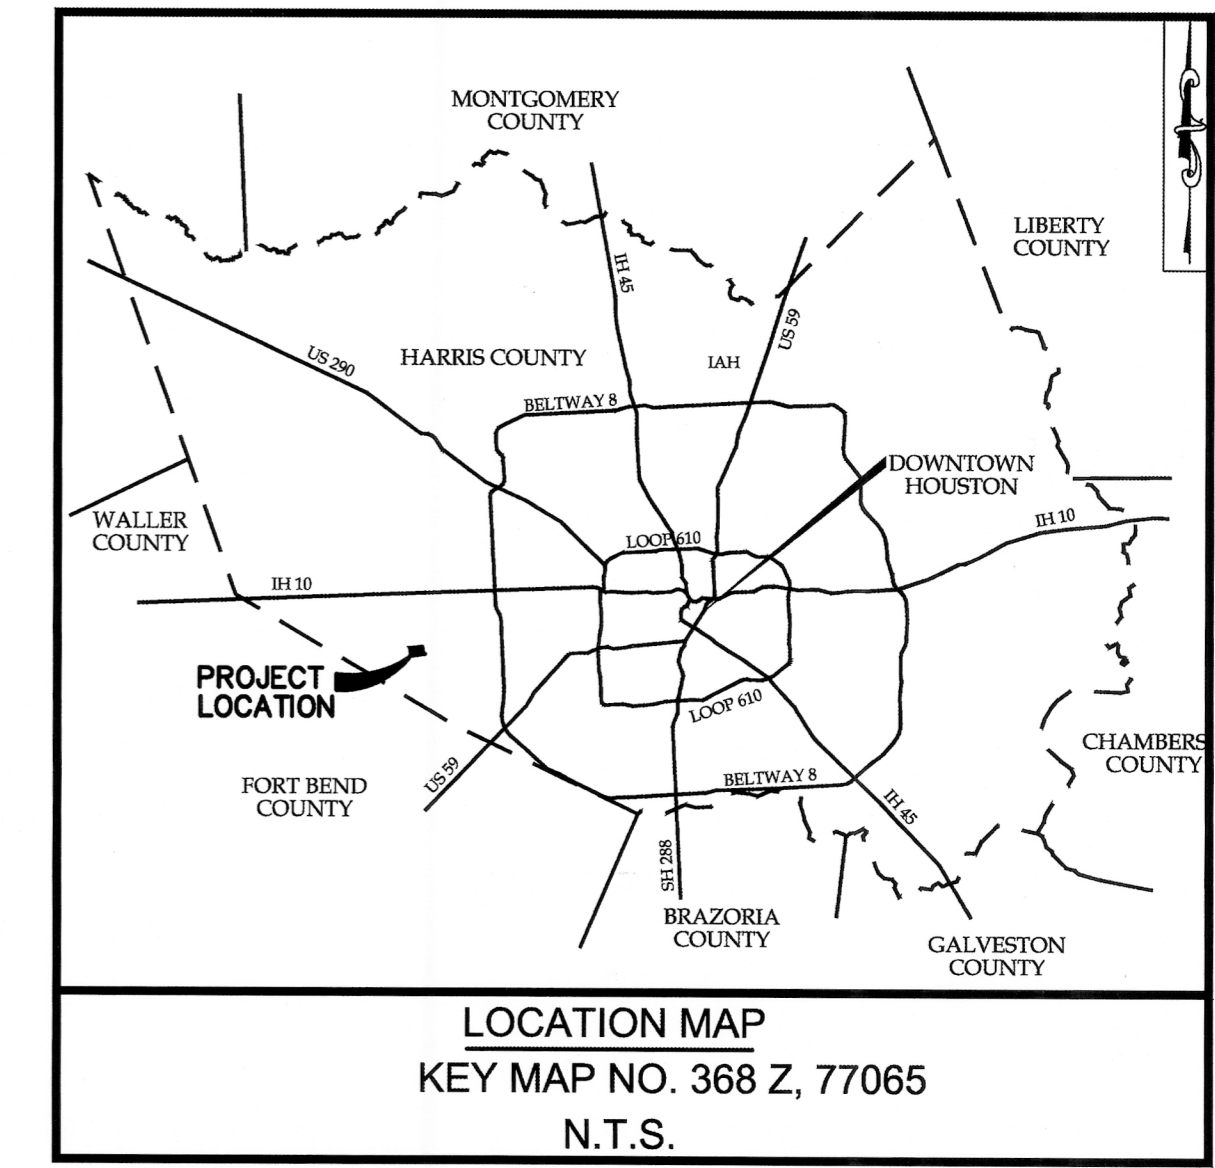 MONTGOMERY
COUNTY
LIBERTY
COUNTY
IH 45
US 59
US 290
HARRIS COUNTY
IAH
BELTWAY 8
DOWNTOWN
HOUSTON
WALLER
COUNTY
IH 10
LOOP 610
IH 10
PROJECT
LOCATION
LOOP 610
CHAMBERS
COUNTY
FORT BEND
COUNTY
US 59
BELTWAY 8
IH 45
SH 288
BRAZORIA
COUNTY
GALVESTON
COUNTY
LOCATION MAP
KEY MAP NO. 368 Z, 77065
N.T.S.